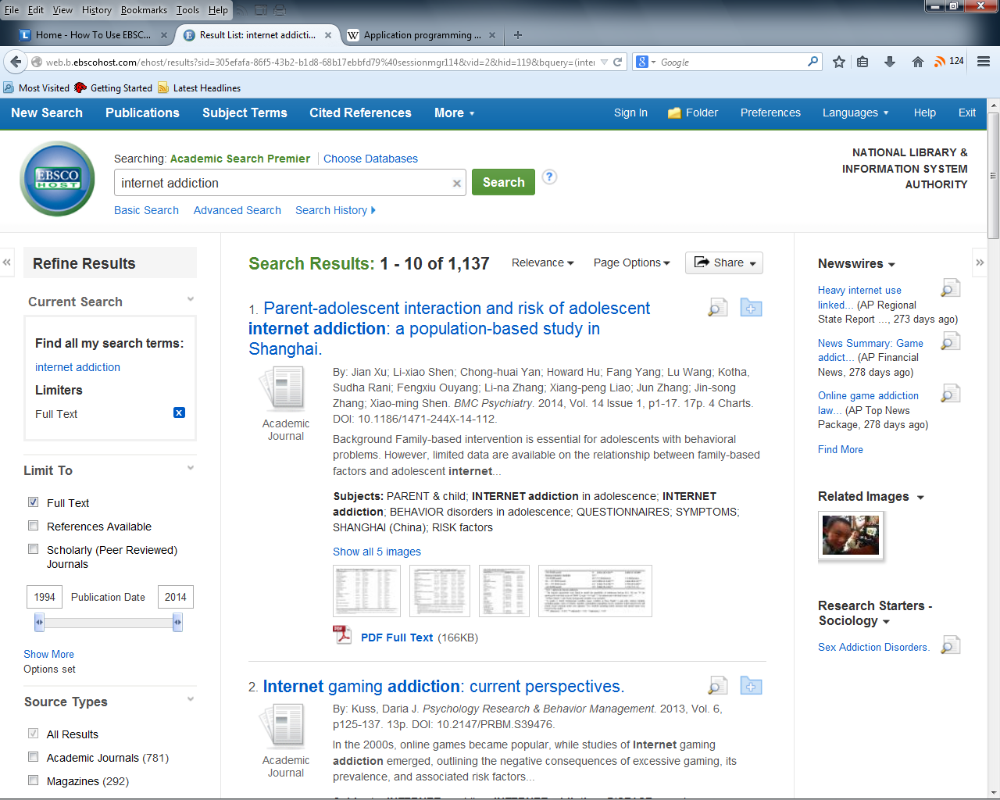 File Edit View History Bookmarks Tools Help
Home - How To Use EBSC...
Result List: internet addicti...
Application programming ...
web.b.ebscohost.com/ehost/results?sid=305efafa-86f5-43b2-b1d8-68b17ebbfd79%40sessionmgr114&vid=2&hid=119&bquery=(inter
Google
124
Most Visited Getting Started Latest Headlines
New Search Publications Subject Terms Cited References More
Sign In Folder Preferences Languages Help Exit
EBSCO
HOST
Searching: Academic Search Premier Choose Databases
internet addiction
Search
Basic Search Advanced Search Search History
NATIONAL LIBRARY &
INFORMATION SYSTEM
AUTHORITY
Refine Results
Current Search
Find all my search terms:
internet addiction
Limiters
Full Text
Limit To
Full Text
References Available
Scholarly (Peer Reviewed)
Journals
1994 Publication Date 2014
Show More
Options set
Source Types
All Results
Academic Journals (781)
Magazines (292)
Search Results: 1 - 10 of 1,137
Relevance Page Options Share
1. Parent-adolescent interaction and risk of adolescent
internet addiction: a population-based study in
Shanghai.
Academic
Journal
By: Jian Xu; Li-xiao Shen; Chong-huai Yan; Howard Hu; Fang Yang; Lu Wang; Kotha,
Sudha Rani; Fengxiu Ouyang; Li-na Zhang; Xiang-peng Liao; Jun Zhang; Jin-song
Zhang; Xiao-ming Shen. BMC Psychiatry. 2014, Vol. 14 Issue 1, p1-17. 17p. 4 Charts.
DOI: 10.1186/1471-244X-14-112.
Background Family-based intervention is essential for adolescents with behavioral
problems. However, limited data are available on the relationship between family-based
factors and adolescent internet...
Subjects: PARENT & child; INTERNET addiction in adolescence; INTERNET
addiction; BEHAVIOR disorders in adolescence; QUESTIONNAIRES; SYMPTOMS;
SHANGHAI (China); RISK factors
Show all 5 images
PDF Full Text (166KB)
2. Internet gaming addiction: current perspectives.
Academic
Journal
By: Kuss, Daria J. Psychology Research & Behavior Management. 2013, Vol. 6,
p125-137. 13p. DOI: 10.2147/PRBM.S39476.
In the 2000s, online games became popular, while studies of Internet gaming
addiction emerged, outlining the negative consequences of excessive gaming, its
prevalence, and associated risk factors...
Newswires
Heavy internet use
linked... (AP Regional
State Report ..., 273 days ago)
News Summary: Game
addict... (AP Financial
News, 278 days ago)
Online game addiction
law... (AP Top News
Package, 278 days ago)
Find More
Related Images
Research Starters -
Sociology
Sex Addiction Disorders.